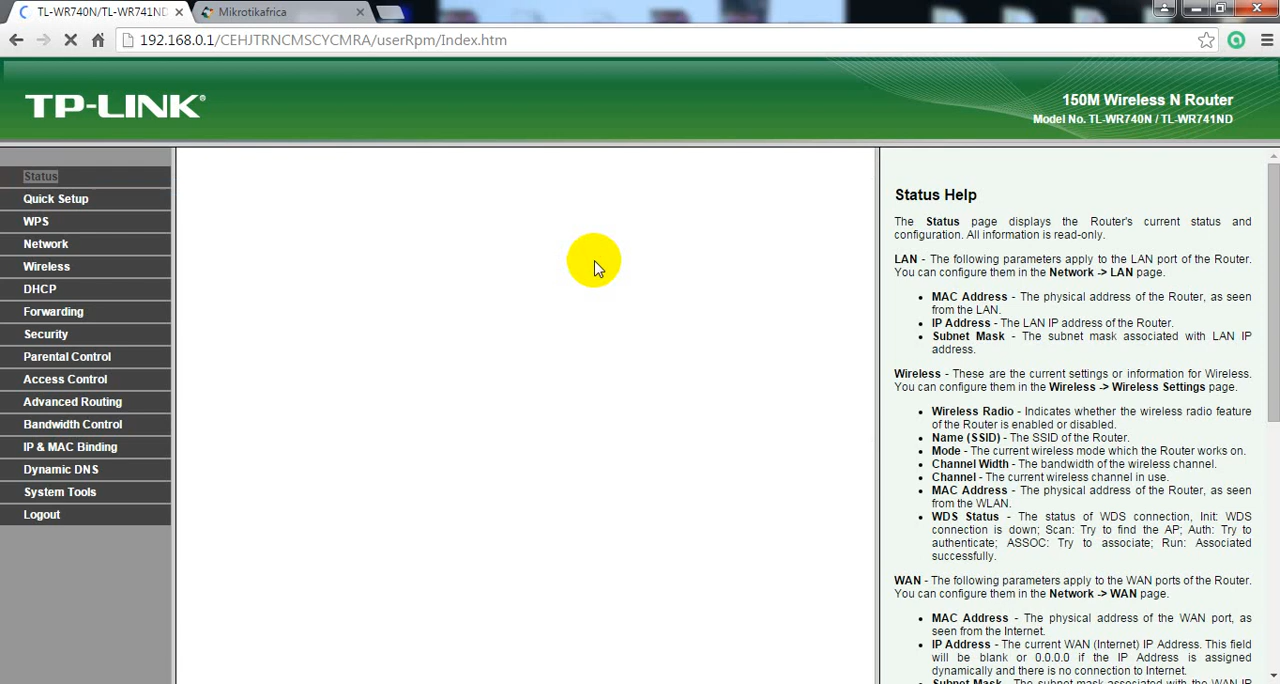 TL-WR740N/TL-WR741ND
Mikrotikafrica
192.168.0.1/CEHJTRNCMSCYCMRA/userRpm/Index.htm
TP-LINK®
150M Wireless N Router
Model No. TL-WR740N / TL-WR741ND
Status
Quick Setup
WPS
Network
Wireless
DHCP
Forwarding
Security
Parental Control
Access Control
Advanced Routing
Bandwidth Control
IP & MAC Binding
Dynamic DNS
System Tools
Logout
Status Help
The Status page displays the Router's current status and
configuration. All information is read-only.
LAN - The following parameters apply to the LAN port of the Router.
You can configure them in the Network -> LAN page.
• MAC Address - The physical address of the Router, as seen
from the LAN.
• IP Address - The LAN IP address of the Router.
• Subnet Mask - The subnet mask associated with LAN IP
address.
Wireless - These are the current settings or information for Wireless.
You can configure them in the Wireless -> Wireless Settings page.
• Wireless Radio - Indicates whether the wireless radio feature
of the Router is enabled or disabled.
• Name (SSID) - The SSID of the Router.
• Mode - The current wireless mode which the Router works on.
• Channel Width - The bandwidth of the wireless channel.
• Channel - The current wireless channel in use.
• MAC Address - The physical address of the Router, as seen
from the WLAN.
• WDS Status - The status of WDS connection, Init: WDS
connection is down; Scan: Try to find the AP; Auth: Try to
authenticate; ASSOC: Try to associate; Run: Associated
successfully.
WAN - The following parameters apply to the WAN ports of the Router.
You can configure them in the Network -> WAN page.
• MAC Address - The physical address of the WAN port, as
seen from the Internet.
• IP Address - The current WAN (Internet) IP Address. This field
will be blank or 0.0.0.0 if the IP Address is assigned
dynamically and there is no connection to Internet.
• Subnet Mask - The subnet mask associated with the WAN IP